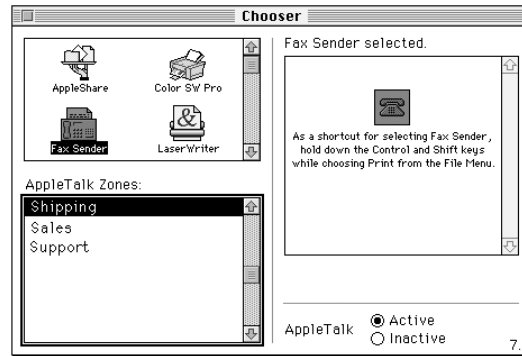 Chooser
AppleShare
Color SW Pro
Fax Sender
LaserWriter
AppleTalk Zones:
Shipping
Sales
Support
Fax Sender selected.
As a shortcut for selecting Fax Sender,
hold down the Control and Shift keys
while choosing Print from the File Menu.
AppleTalk
Active
Inactive
7.